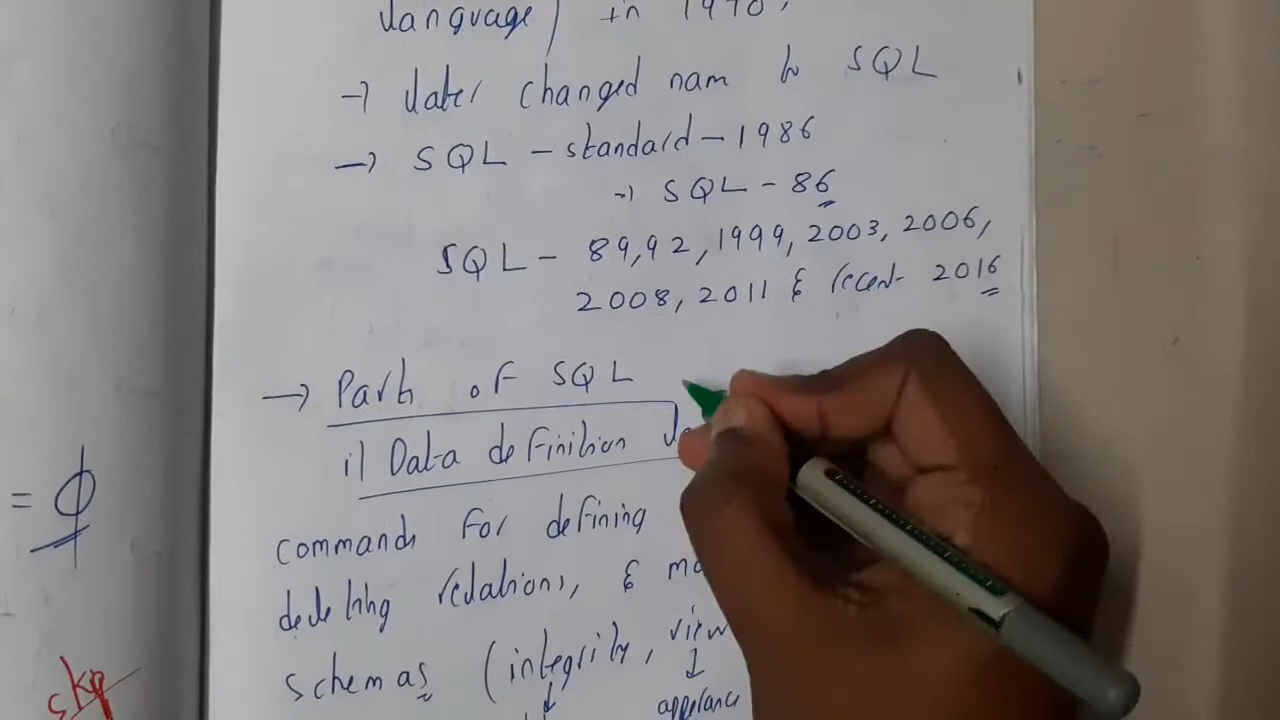 language) in 1970.
→ later changed nam to SQL
→ SQL - standard - 1986
→ SQL - 86
SQL - 89, 92, 1999, 2003, 2006,
2008, 2011 & recent 2016
→ Parts of SQL
i) Data definition
commands for defining
deleting relations, &
schemas (integrity, view
↓ ↓
appearance
= ϕ
skp